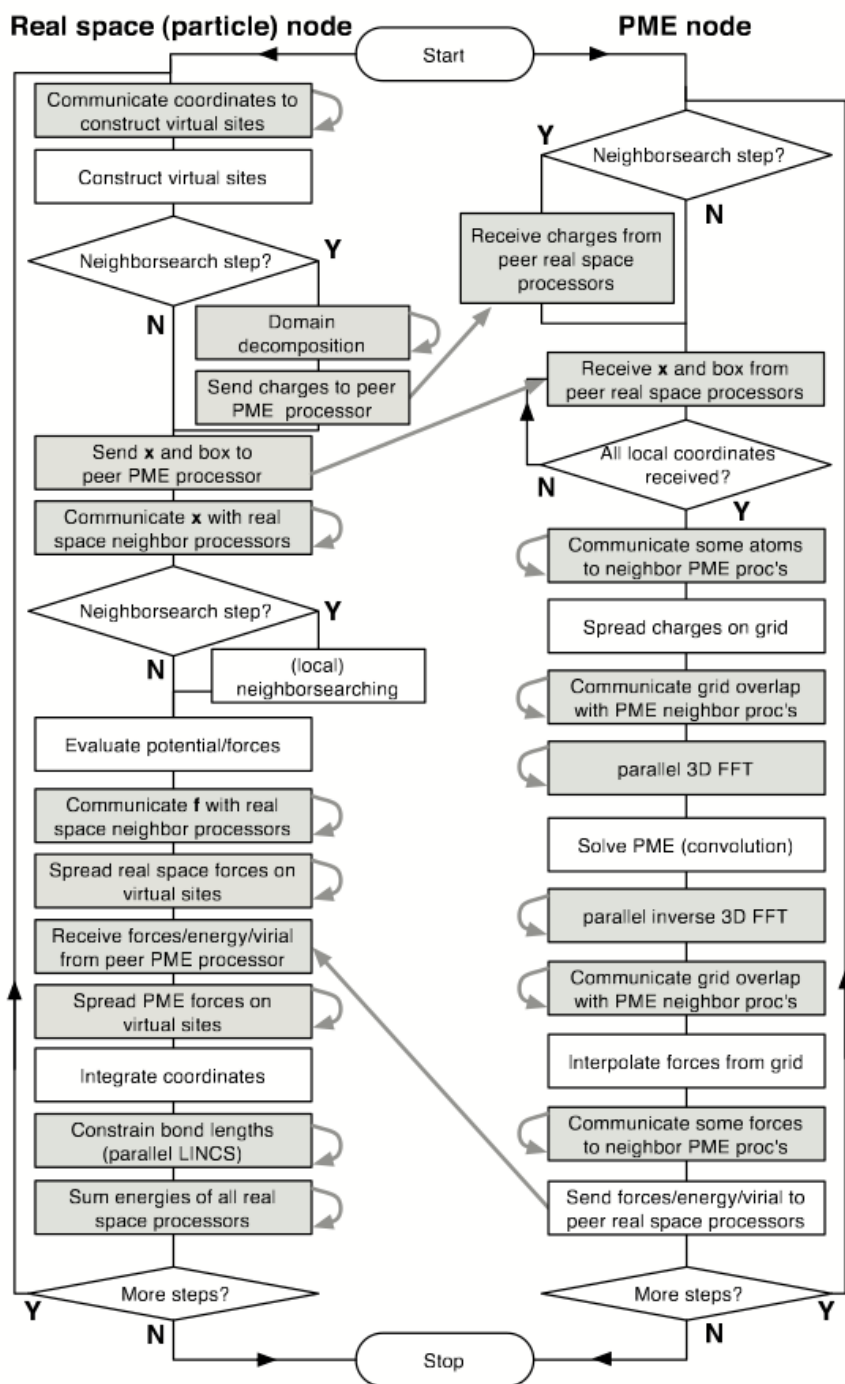 Real space (particle) node
PME node
Start
Communicate coordinates to
construct virtual sites
Construct virtual sites
Neighborsearch step?
Y
N
Domain
decomposition
Send charges to peer
PME processor
Send x and box to
peer PME processor
Communicate x with real
space neighbor processors
Neighborsearch step?
Y
N
(local)
neighborsearching
Evaluate potential/forces
Communicate f with real
space neighbor processors
Spread real space forces on
virtual sites
Receive forces/energy/virial
from peer PME processor
Spread PME forces on
virtual sites
Integrate coordinates
Constrain bond lengths
(parallel LINCS)
Sum energies of all real
space processors
More steps?
Y
N
Neighborsearch step?
Y
N
Receive charges from
peer real space
processors
Receive x and box from
peer real space processors
All local coordinates
received?
N
Y
Communicate some atoms
to neighbor PME proc's
Spread charges on grid
Communicate grid overlap
with PME neighbor proc's
parallel 3D FFT
Solve PME (convolution)
parallel inverse 3D FFT
Communicate grid overlap
with PME neighbor proc's
Interpolate forces from grid
Communicate some forces
to neighbor PME proc's
Send forces/energy/virial to
peer real space processors
More steps?
Y
N
Stop